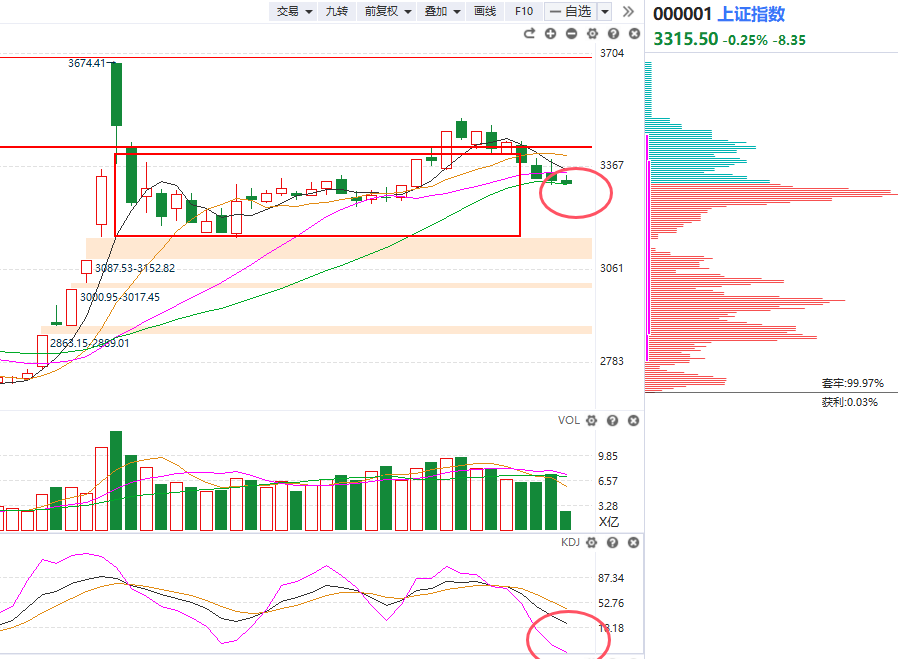 交易 九转 前复权 叠加 画线 F10 一 自选
000001 上证指数
3315.50 -0.25% -8.35
3704
3674.41
3367
3087.53-3152.82
3061
3000.95-3017.45
2863.15-2889.01
2783
套牢:99.97%
获利:0.03%
VOL
9.85
6.57
3.28
X亿
KDJ
87.34
52.76
18.18